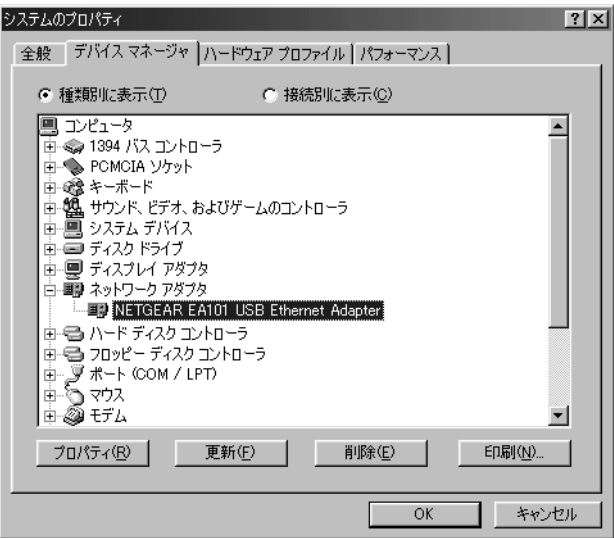 システムのプロパティ
全般 デバイス マネージャ ハードウェア プロファイル パフォーマンス
種類別に表示(T) 接続別に表示(C)
コンピュータ
1394 バス コントローラ
PCMCIA ソケット
キーボード
サウンド、ビデオ、およびゲームのコントローラ
システム デバイス
ディスク ドライブ
ディスプレイ アダプタ
ネットワーク アダプタ
NETGEAR EA101 USB Ethernet Adapter
ハード ディスク コントローラ
フロッピー ディスク コントローラ
ポート (COM / LPT)
マウス
モデム
プロパティ(R) 更新(F) 削除(E) 印刷(N)...
OK キャンセル